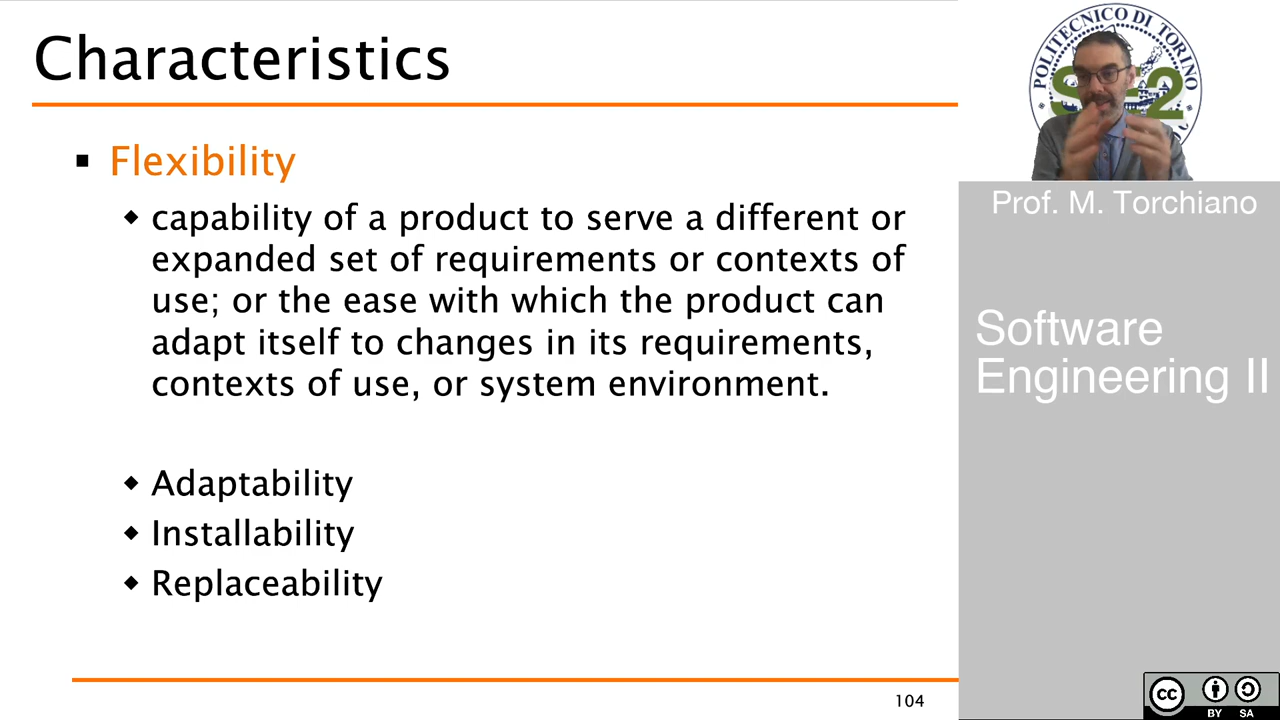 Characteristics
Flexibility
capability of a product to serve a different or
expanded set of requirements or contexts of
use; or the ease with which the product can
adapt itself to changes in its requirements,
contexts of use, or system environment.
Adaptability
Installability
Replaceability
104
POLITECNICO DI TORINO
Prof. M. Torchiano
Software
Engineering II
cc
BY SA